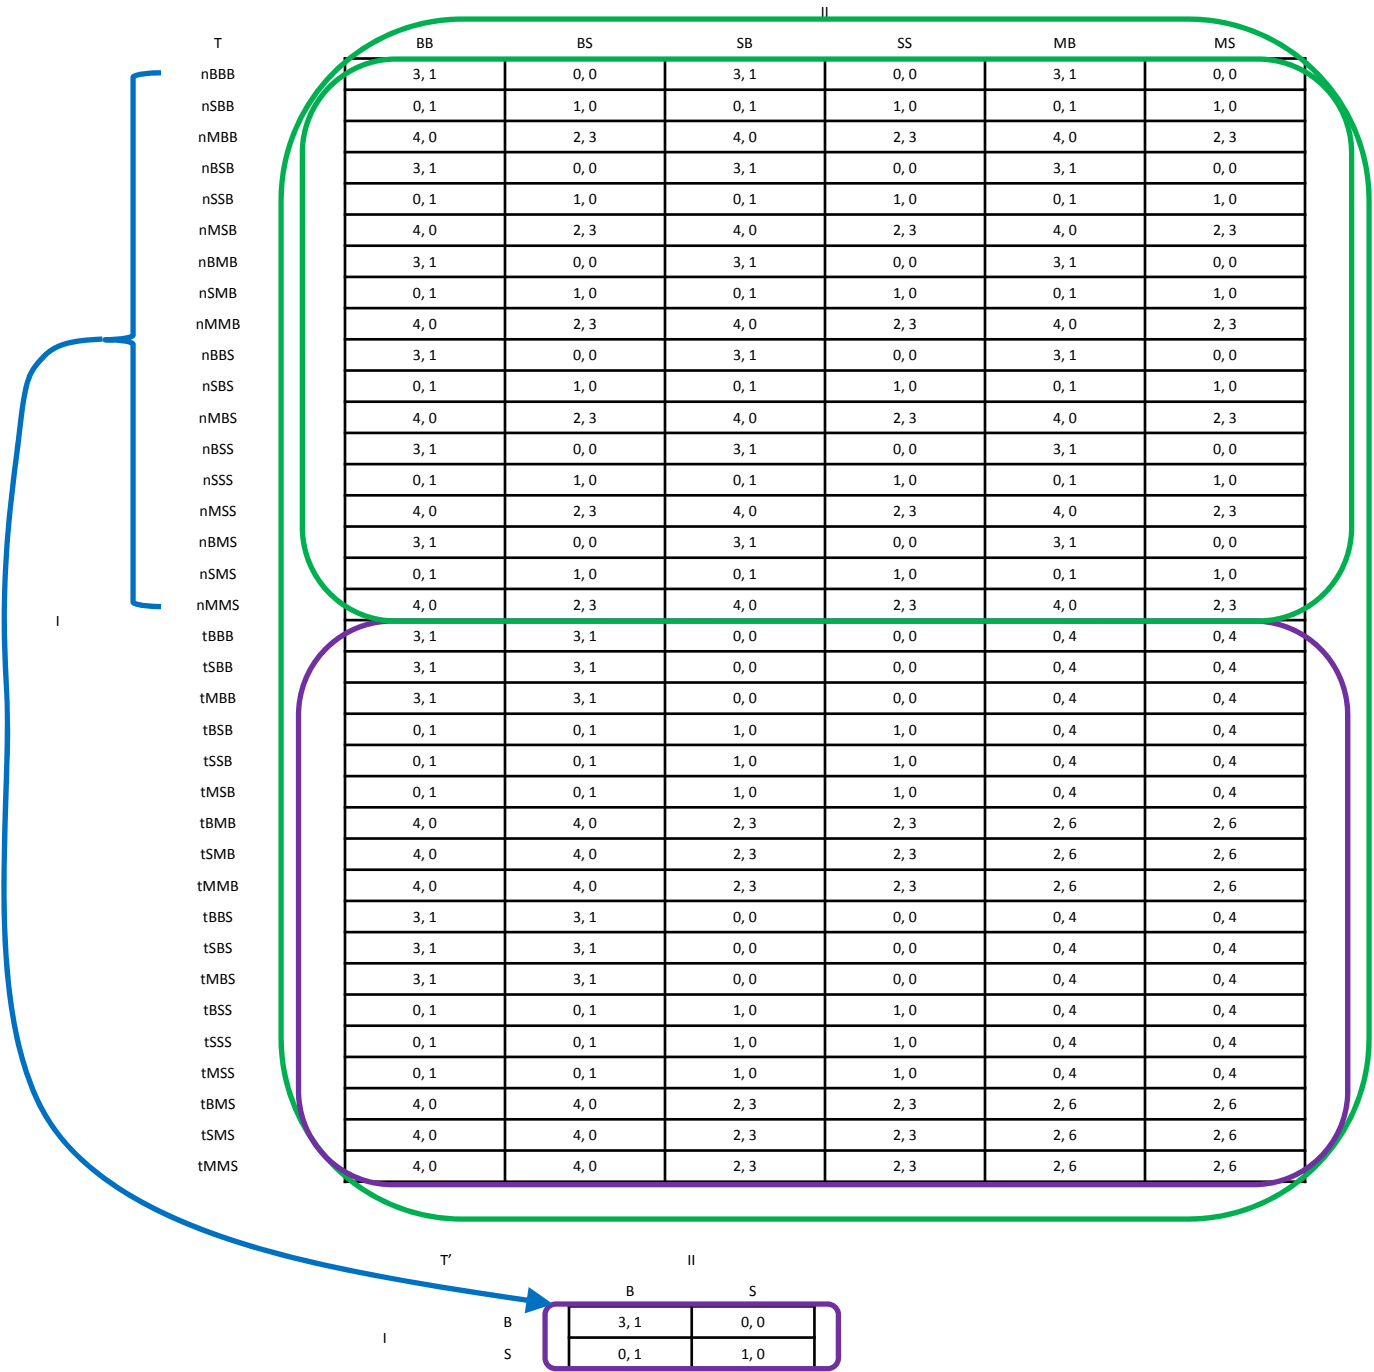 II
T BB BS SB SS MB MS
nBBB 3, 1 0, 0 3, 1 0, 0 3, 1 0, 0
nSBB 0, 1 1, 0 0, 1 1, 0 0, 1 1, 0
nMBB 4, 0 2, 3 4, 0 2, 3 4, 0 2, 3
nBSB 3, 1 0, 0 3, 1 0, 0 3, 1 0, 0
nSSB 0, 1 1, 0 0, 1 1, 0 0, 1 1, 0
nMSB 4, 0 2, 3 4, 0 2, 3 4, 0 2, 3
nBMB 3, 1 0, 0 3, 1 0, 0 3, 1 0, 0
nSMB 0, 1 1, 0 0, 1 1, 0 0, 1 1, 0
nMMB 4, 0 2, 3 4, 0 2, 3 4, 0 2, 3
nBBS 3, 1 0, 0 3, 1 0, 0 3, 1 0, 0
nSBS 0, 1 1, 0 0, 1 1, 0 0, 1 1, 0
nMBS 4, 0 2, 3 4, 0 2, 3 4, 0 2, 3
nBSS 3, 1 0, 0 3, 1 0, 0 3, 1 0, 0
nSSS 0, 1 1, 0 0, 1 1, 0 0, 1 1, 0
nMSS 4, 0 2, 3 4, 0 2, 3 4, 0 2, 3
nBMS 3, 1 0, 0 3, 1 0, 0 3, 1 0, 0
nSMS 0, 1 1, 0 0, 1 1, 0 0, 1 1, 0
nMMS 4, 0 2, 3 4, 0 2, 3 4, 0 2, 3
I
tBBB 3, 1 3, 1 0, 0 0, 0 0, 4 0, 4
tSBB 3, 1 3, 1 0, 0 0, 0 0, 4 0, 4
tMBB 3, 1 3, 1 0, 0 0, 0 0, 4 0, 4
tBSB 0, 1 0, 1 1, 0 1, 0 0, 4 0, 4
tSSB 0, 1 0, 1 1, 0 1, 0 0, 4 0, 4
tMSB 0, 1 0, 1 1, 0 1, 0 0, 4 0, 4
tBMB 4, 0 4, 0 2, 3 2, 3 2, 6 2, 6
tSMB 4, 0 4, 0 2, 3 2, 3 2, 6 2, 6
tMMB 4, 0 4, 0 2, 3 2, 3 2, 6 2, 6
tBBS 3, 1 3, 1 0, 0 0, 0 0, 4 0, 4
tSBS 3, 1 3, 1 0, 0 0, 0 0, 4 0, 4
tMBS 3, 1 3, 1 0, 0 0, 0 0, 4 0, 4
tBSS 0, 1 0, 1 1, 0 1, 0 0, 4 0, 4
tSSS 0, 1 0, 1 1, 0 1, 0 0, 4 0, 4
tMSS 0, 1 0, 1 1, 0 1, 0 0, 4 0, 4
tBMS 4, 0 4, 0 2, 3 2, 3 2, 6 2, 6
tSMS 4, 0 4, 0 2, 3 2, 3 2, 6 2, 6
tMMS 4, 0 4, 0 2, 3 2, 3 2, 6 2, 6
T′ II
B S
B 3, 1 0, 0
I
S 0, 1 1, 0